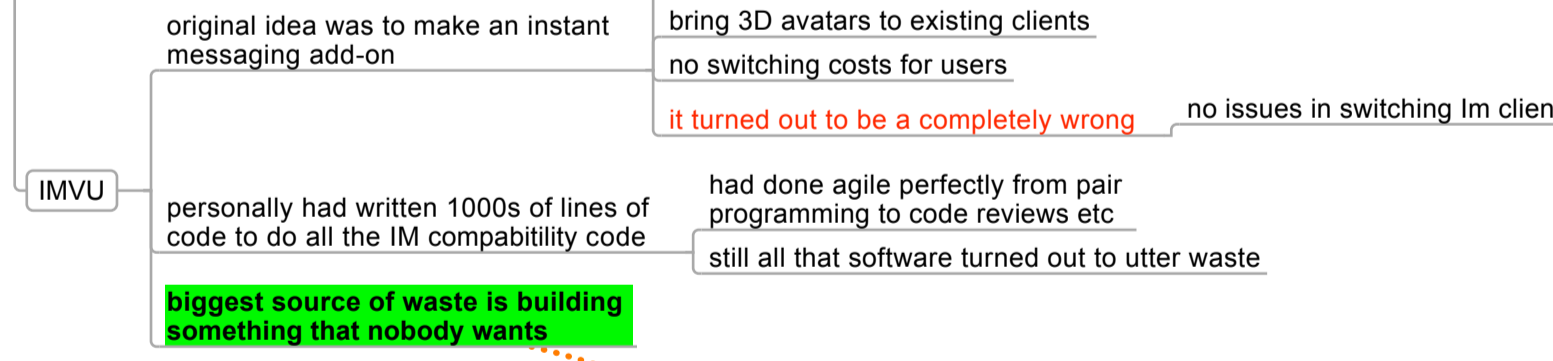 original idea was to make an instant
messaging add-on
bring 3D avatars to existing clients
no switching costs for users
it turned out to be a completely wrong
no issues in switching Im clien
IMVU
personally had written 1000s of lines of
code to do all the IM compabitility code
had done agile perfectly from pair
programming to code reviews etc
still all that software turned out to utter waste
biggest source of waste is building
something that nobody wants